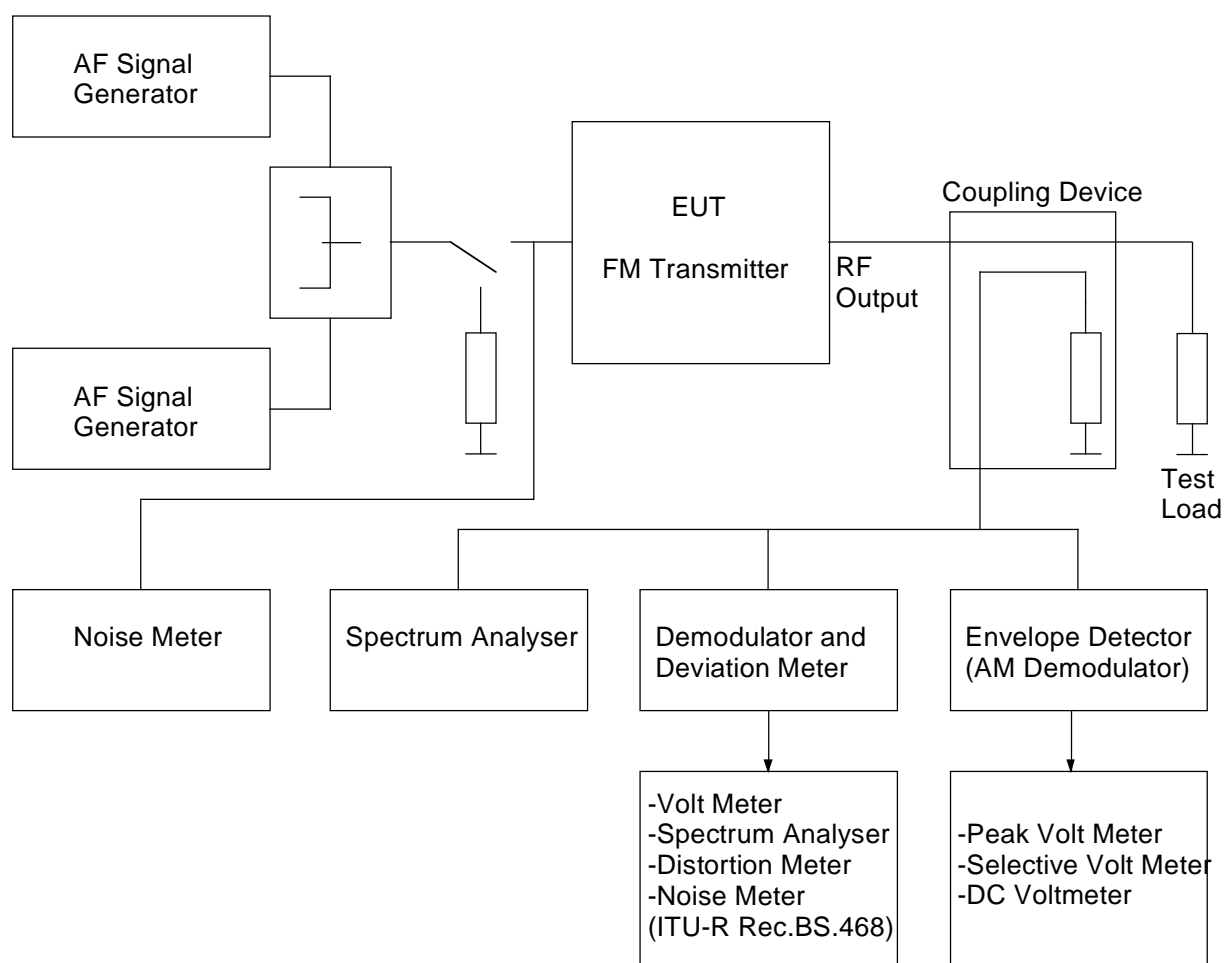 AF Signal
Generator
EUT
FM Transmitter
Coupling Device
RF
Output
AF Signal
Generator
Test
Load
Noise Meter
Spectrum Analyser
Demodulator and
Deviation Meter
Envelope Detector
(AM Demodulator)
-Volt Meter
-Spectrum Analyser
-Distortion Meter
-Noise Meter
(ITU-R Rec.BS.468)
-Peak Volt Meter
-Selective Volt Meter
-DC Voltmeter